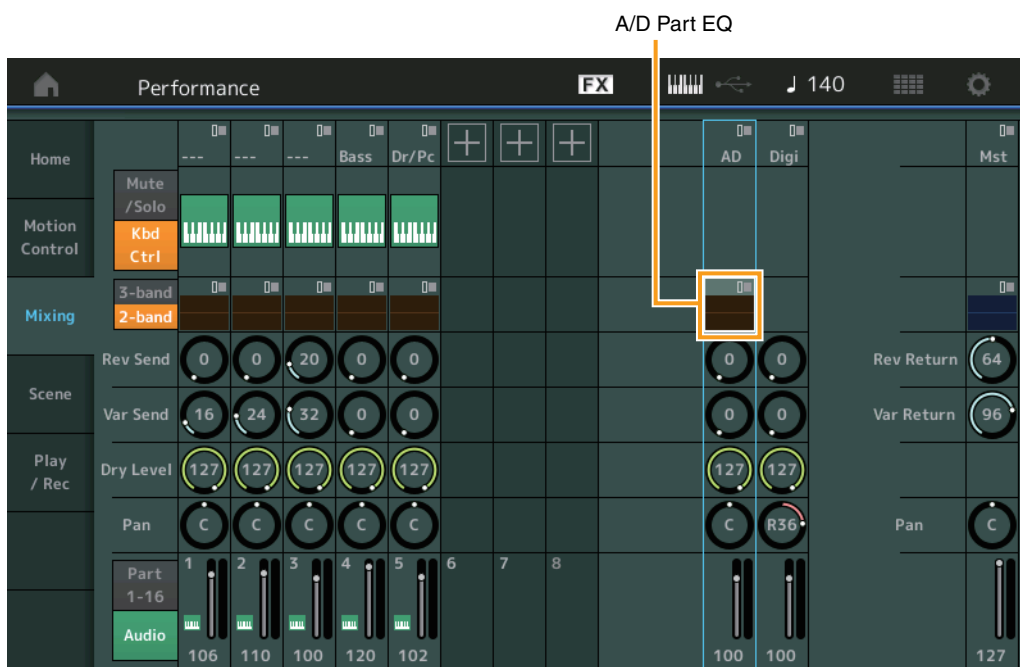 A/D Part EQ
Performance
FX
140
Home
--- --- --- Bass Dr/Pc AD Digi Mst
Mute
/Solo
Motion
Control
Kbd
Ctrl
3-band
2-band
Mixing
Rev Send 0 0 20 0 0 0 0 Rev Return 64
Scene
Var Send 16 24 32 0 0 0 0 Var Return 96
Play
/ Rec
Dry Level 127 127 127 127 127 127 127
Pan C C C C C C R36 Pan C
Part
1-16
1 2 3 4 5 6 7 8
Audio
106 110 100 120 102 100 100 127